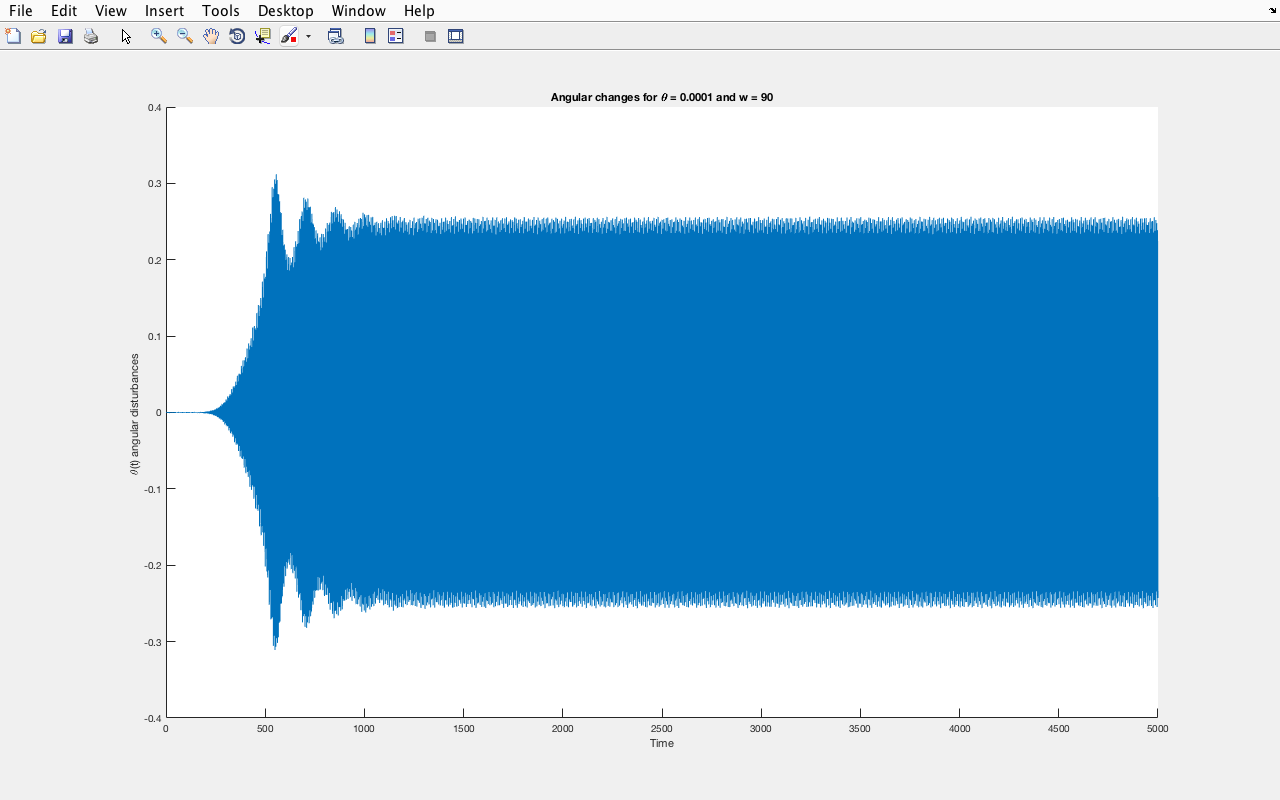 File Edit View Insert Tools Desktop Window Help
Angular changes for θ = 0.0001 and w = 90
0.4
0.3
0.2
0.1
0
-0.1
-0.2
-0.3
-0.4
θ(t) angular disturbances
0 500 1000 1500 2000 2500 3000 3500 4000 4500 5000
Time